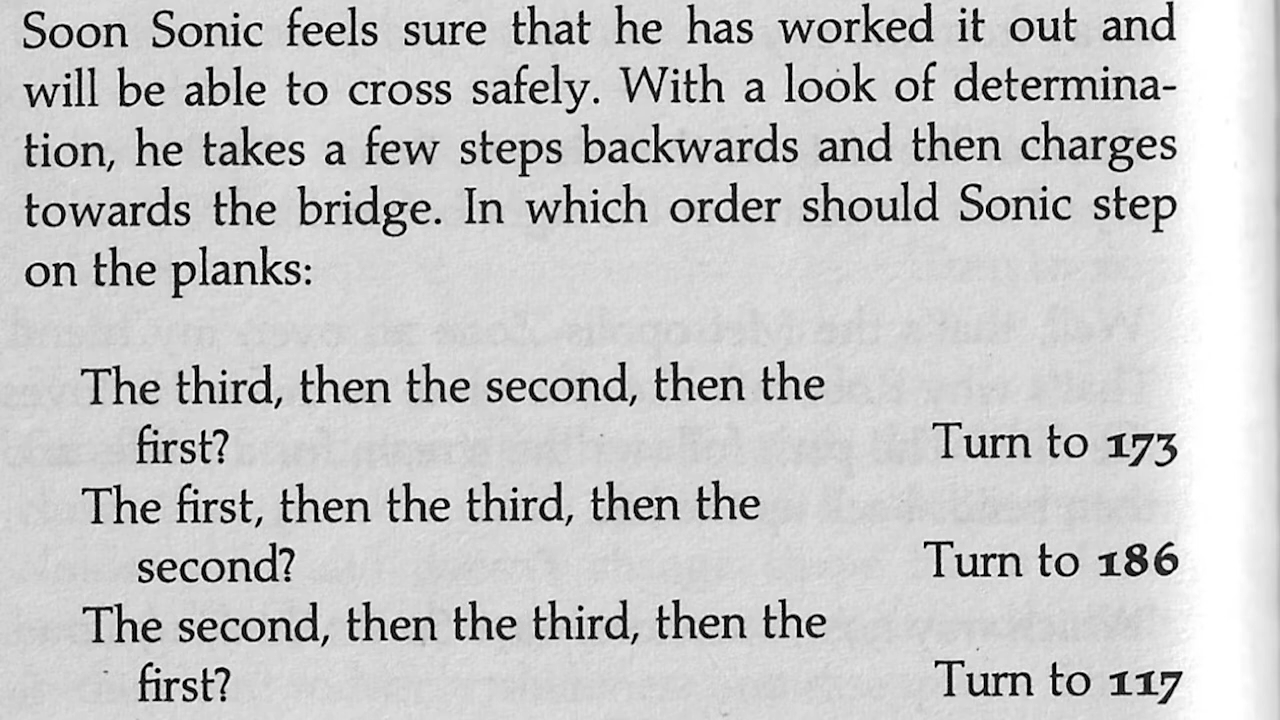 Soon Sonic feels sure that he has worked it out and
will be able to cross safely. With a look of determina-
tion, he takes a few steps backwards and then charges
towards the bridge. In which order should Sonic step
on the planks:
The third, then the second, then the
first? Turn to 173
The first, then the third, then the
second? Turn to 186
The second, then the third, then the
first? Turn to 117